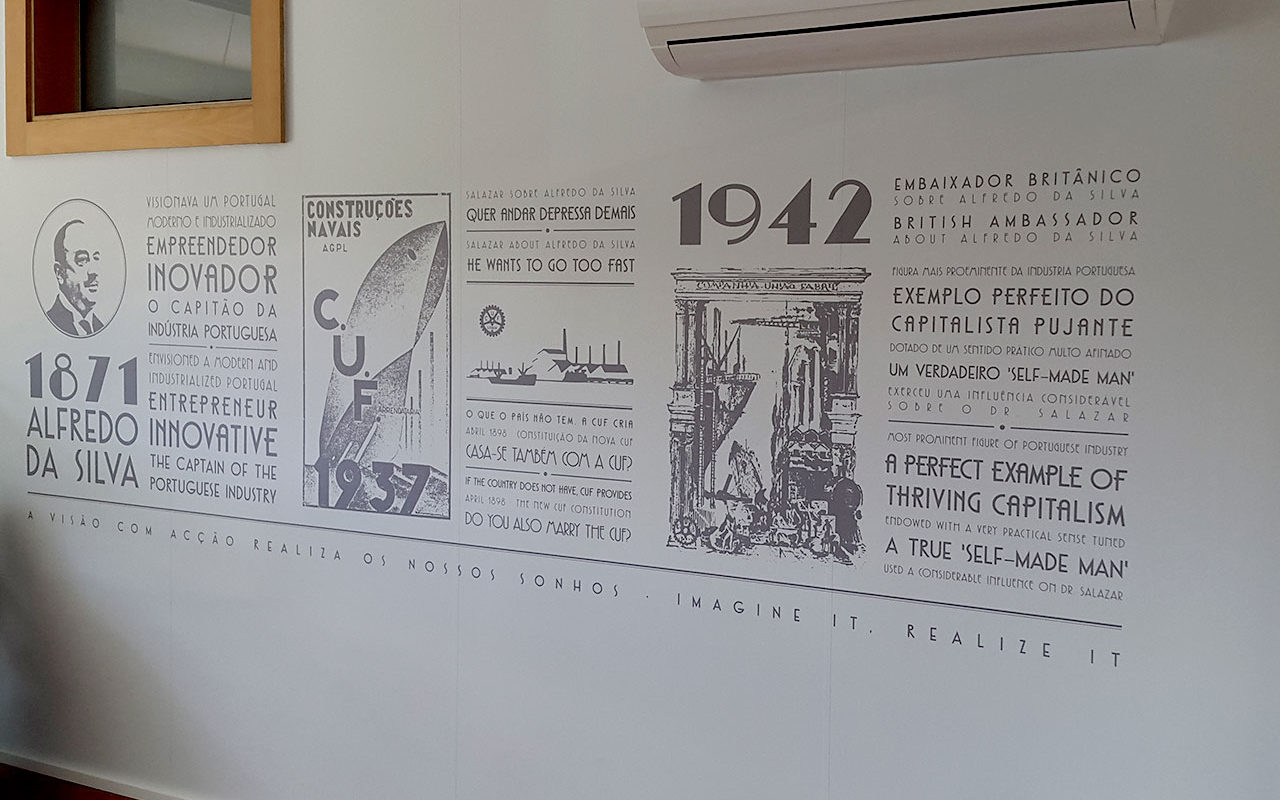 VISIONAVA UM PORTUGAL
MODERNO E INDUSTRIALIZADO
EMPREENDEDOR
INOVADOR
O CAPITÃO DA
INDÚSTRIA PORTUGUESA
ENVISIONED A MODERN AND
INDUSTRIALIZED PORTUGAL
ENTREPRENEUR
INNOVATIVE
THE CAPTAIN OF THE
PORTUGUESE INDUSTRY
1871
ALFREDO
DA SILVA
CONSTRUÇÕES
NAVAIS
AGPL
C.
U.
F.
1937
SALAZAR SOBRE ALFREDO DA SILVA
QUER ANDAR DEPRESSA DEMAIS
SALAZAR ABOUT ALFREDO DA SILVA
HE WANTS TO GO TOO FAST
O QUE O PAÍS NÃO TEM, A CUF CRIA
ABRIL 1898 · CONSTITUIÇÃO DA NOVA CUF
CASA-SE TAMBÉM COM A CUF?
IF THE COUNTRY DOES NOT HAVE, CUF PROVIDES
APRIL 1898 · THE NEW CUF CONSTITUTION
DO YOU ALSO MARRY THE CUF?
1942
COMPANHIA UNIÃO FABRIL
EMBAIXADOR BRITÂNICO
SOBRE ALFREDO DA SILVA
BRITISH AMBASSADOR
ABOUT ALFREDO DA SILVA
FIGURA MAIS PROEMINENTE DA INDUSTRIA PORTUGUESA
EXEMPLO PERFEITO DO
CAPITALISTA PUJANTE
DOTADO DE UM SENTIDO PRATICO MUITO AFINADO
UM VERDADEIRO 'SELF-MADE MAN'
EXERCEU UMA INFLUÊNCIA CONSIDERÁVEL
SOBRE O DR. SALAZAR
MOST PROMINENT FIGURE OF PORTUGUESE INDUSTRY
A PERFECT EXAMPLE OF
THRIVING CAPITALISM
ENDOWED WITH A VERY PRACTICAL SENSE TUNED
A TRUE 'SELF-MADE MAN'
USED A CONSIDERABLE INFLUENCE ON DR. SALAZAR
A VISÃO COM ACÇÃO REALIZA OS NOSSOS SONHOS · IMAGINE IT, REALIZE IT